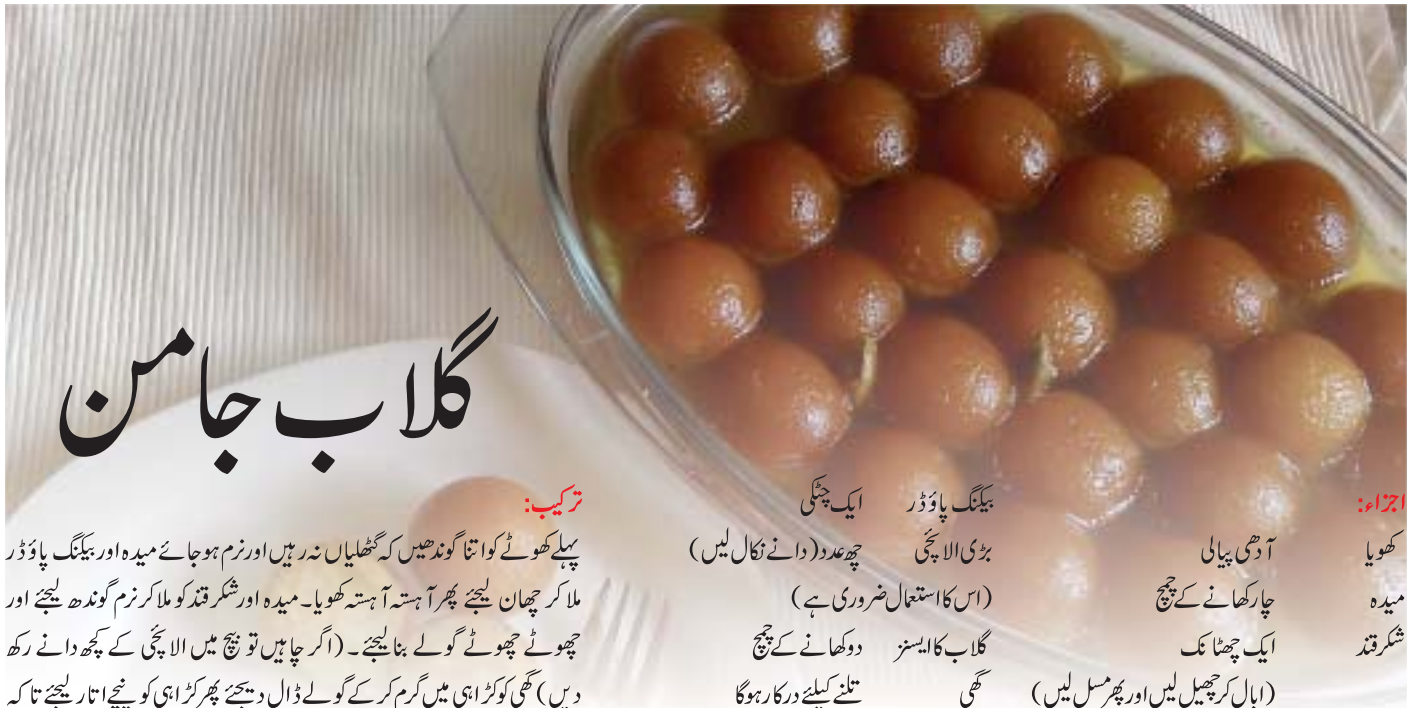 گلاب جامن
اجزاء:
کھویا آدھی پیالی
میدہ چار کھانے کے چمچ
شکر قند ایک چھٹانک
(ابال کر چھیل لیں اور پھر مسل لیں)
بیکنگ پاؤڈر ایک چٹکی
بڑی الائچی چھ عدد (دانے نکال لیں)
(اس کا استعمال ضروری ہے)
گلاب کا ایسنز دو کھانے کے چمچ
گھی تلنے کیلئے درکار ہوگا
ترکیب:
پہلے کھوئے کو اتنا گوندھیں کہ گٹھلیاں نہ رہیں اور نرم ہو جائے میدہ اور بیکنگ پاؤڈر
ملا کر چھان لیجئے پھر آہستہ آہستہ کھویا۔ میدہ اور شکر قند کو ملا کر نرم گوندھ لیجئے اور
چھوٹے چھوٹے گولے بنا لیجئے۔ (اگر چاہیں تو بیچ میں الائچی کے کچھ دانے رکھ
دیں) گھی کو کڑاہی میں گرم کر کے گولے ڈال دیجئے پھر کڑاہی کو نیچے اتار لیجئے تا کہ